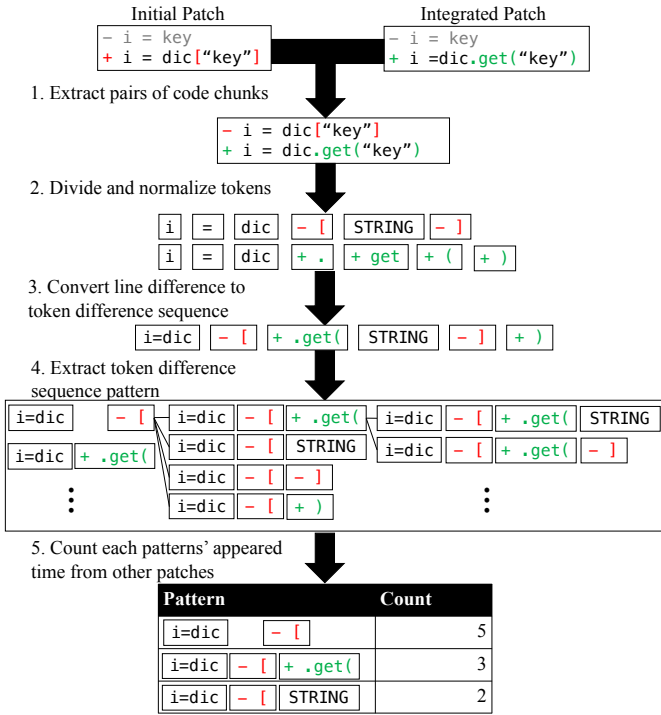 Initial Patch Integrated Patch
- i = key - i = key
+ i = dic[“key”] + i =dic.get(“key”)
1. Extract pairs of code chunks
- i = dic[“key”]
+ i = dic.get(“key”)
2. Divide and normalize tokens
i = dic - [ STRING - ]
i = dic + . + get + ( + )
3. Convert line difference to
token difference sequence
i=dic - [ + .get( STRING - ] + )
4. Extract token difference
sequence pattern
i=dic - [ i=dic - [ + .get( i=dic - [ + .get( STRING
i=dic + .get( i=dic - [ STRING i=dic - [ + .get( - ]
i=dic - [ - ]
i=dic - [ + )
5. Count each patterns’ appeared
time from other patches
Pattern Count
i=dic - [ 5
i=dic - [ + .get( 3
i=dic - [ STRING 2